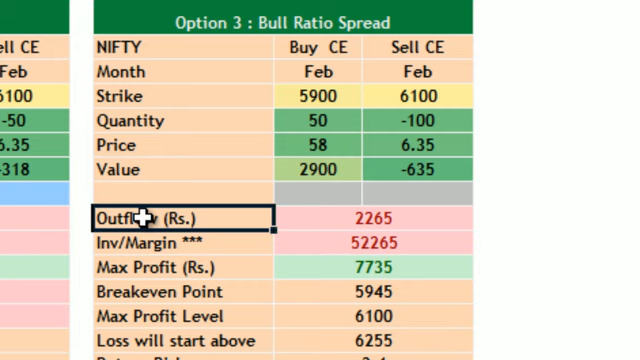 Option 3 : Bull Ratio Spread
ell CE NIFTY Buy CE Sell CE
Feb Month Feb Feb
6100 Strike 5900 6100
-50 Quantity 50 -100
6.35 Price 58 6.35
-318 Value 2900 -635
Outflow (Rs.) 2265
Inv/Margin *** 52265
Max Profit (Rs.) 7735
Breakeven Point 5945
Max Profit Level 6100
Loss will start above 6255